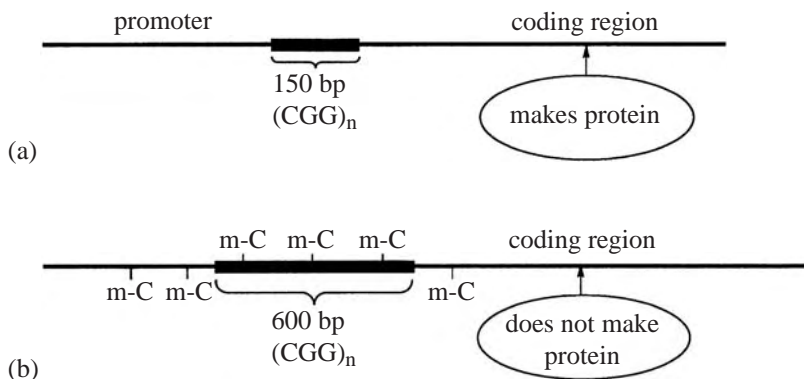 promoter coding region
150 bp
(CGG)n
makes protein
(a)
m-C m-C m-C coding region
m-C m-C m-C
600 bp
(CGG)n
does not make
protein
(b)